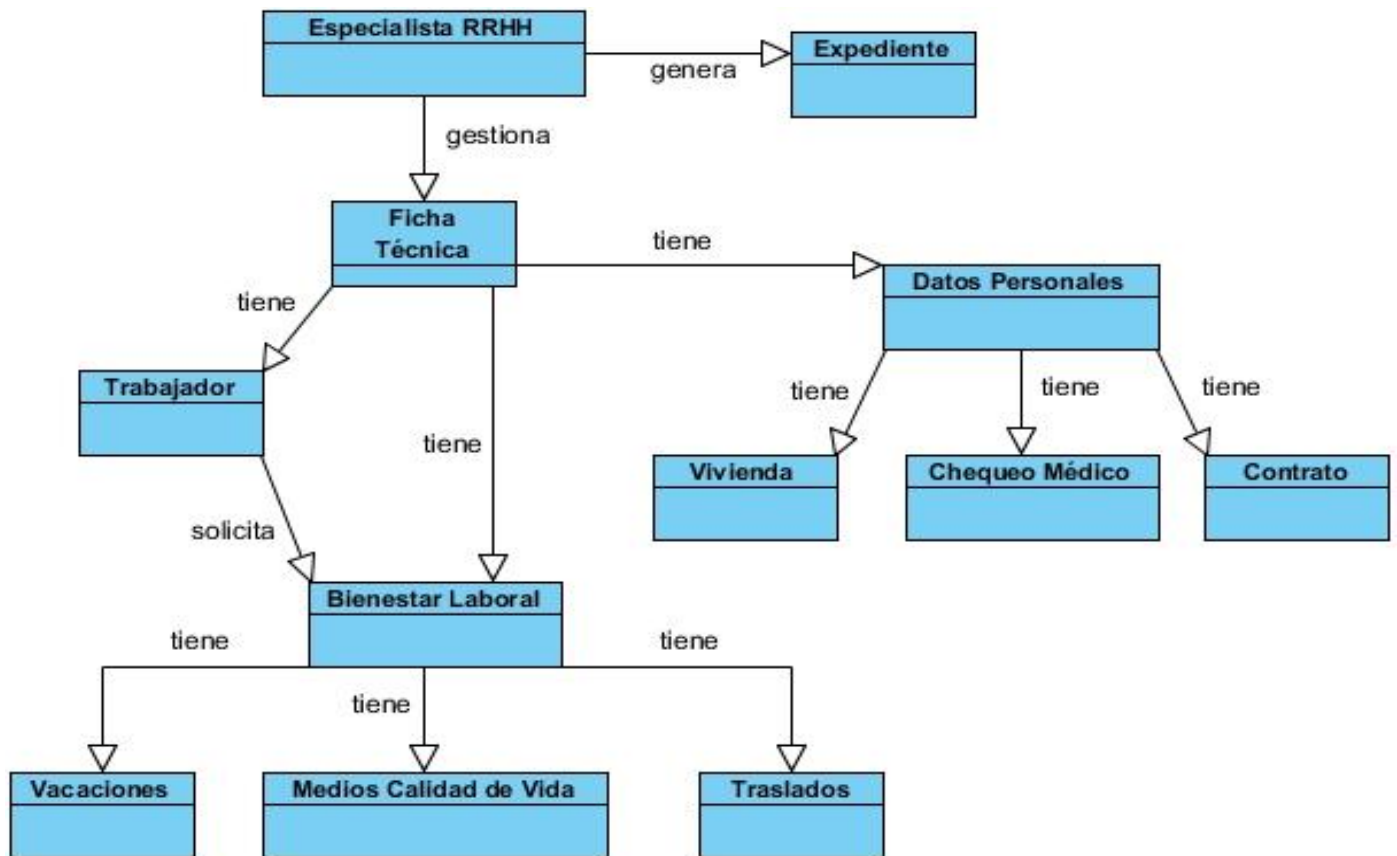 Especialista RRHH
genera
Expediente
gestiona
Ficha
Técnica
tiene
Datos Personales
tiene
Trabajador
tiene
tiene
tiene
tiene
Vivienda
Chequeo Médico
Contrato
solicita
Bienestar Laboral
tiene
tiene
tiene
Vacaciones
Medios Calidad de Vida
Traslados